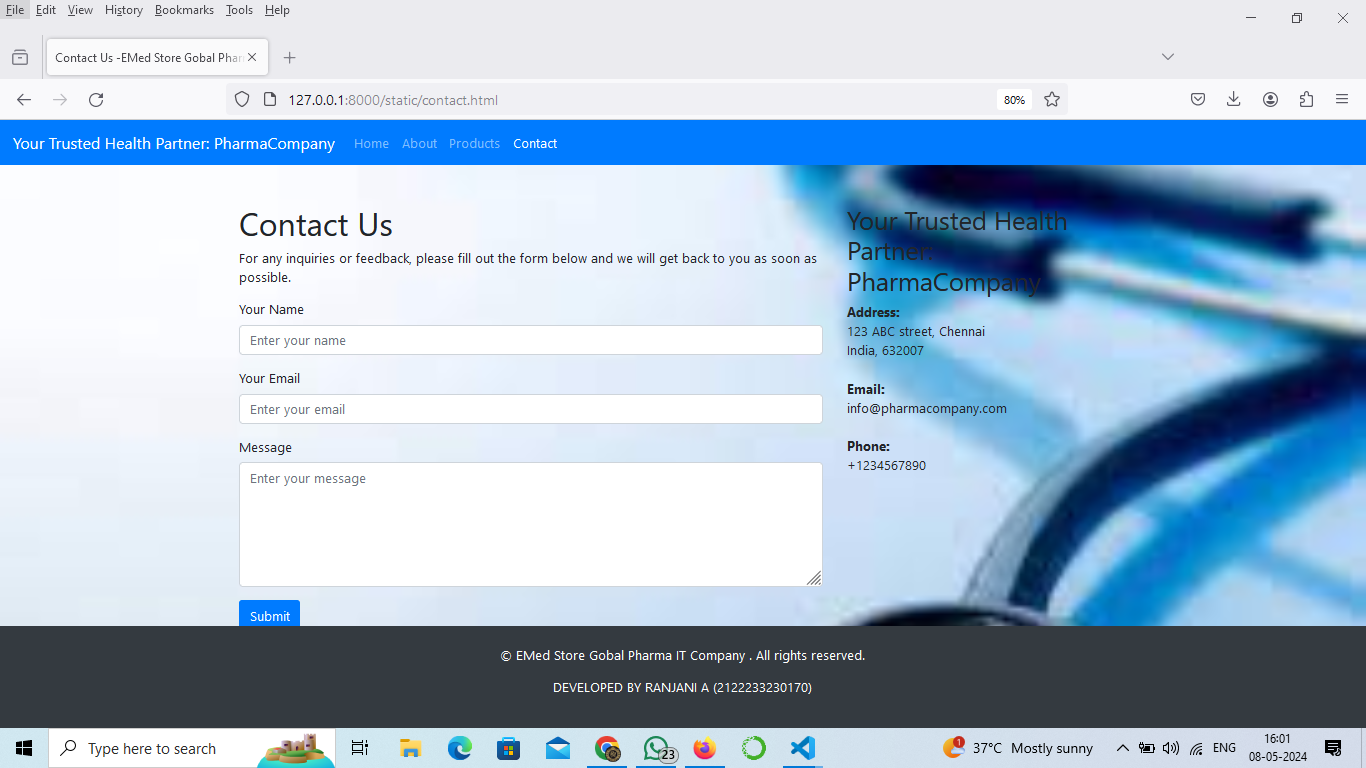 File Edit View History Bookmarks Tools Help
Contact Us -EMed Store Gobal Phar
127.0.0.1:8000/static/contact.html
80%
Your Trusted Health Partner: PharmaCompany Home About Products Contact
Contact Us
For any inquiries or feedback, please fill out the form below and we will get back to you as soon as
possible.
Your Name
Enter your name
Your Email
Enter your email
Message
Enter your message
Submit
Your Trusted Health
Partner:
PharmaCompany
Address:
123 ABC street, Chennai
India, 632007
Email:
info@pharmacompany.com
Phone:
+1234567890
© EMed Store Gobal Pharma IT Company . All rights reserved.
DEVELOPED BY RANJANI A (2122233230170)
Type here to search
23
1
37°C Mostly sunny
ENG
16:01
08-05-2024